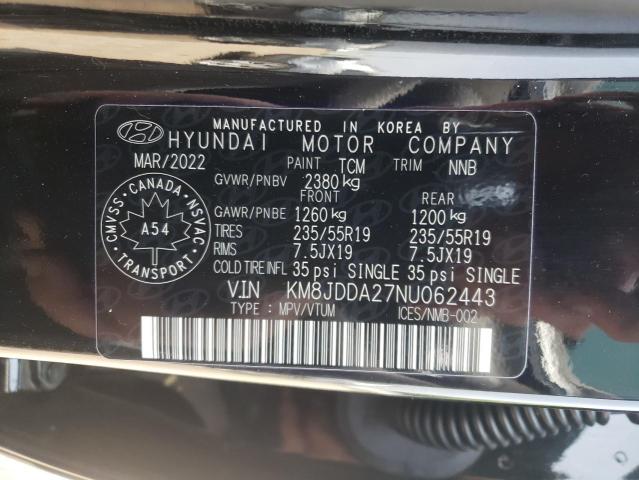 MANUFACTURED IN KOREA BY
HYUNDAI MOTOR COMPANY
MAR/2022 PAINT TCM TRIM NNB
GVWR/PNBV 2380 kg
FRONT REAR
GAWR/PNBE 1260 kg 1200 kg
TIRES 235/55R19 235/55R19
RIMS 7.5JX19 7.5JX19
COLD TIRE INFL 35 psi SINGLE 35 psi SINGLE
V.I.N KM8JDDA27NU062443
TYPE : MPV/VTUM ICES/NMB-002
CANADA
CMVSS NSVAC
A54
TRANSPORT